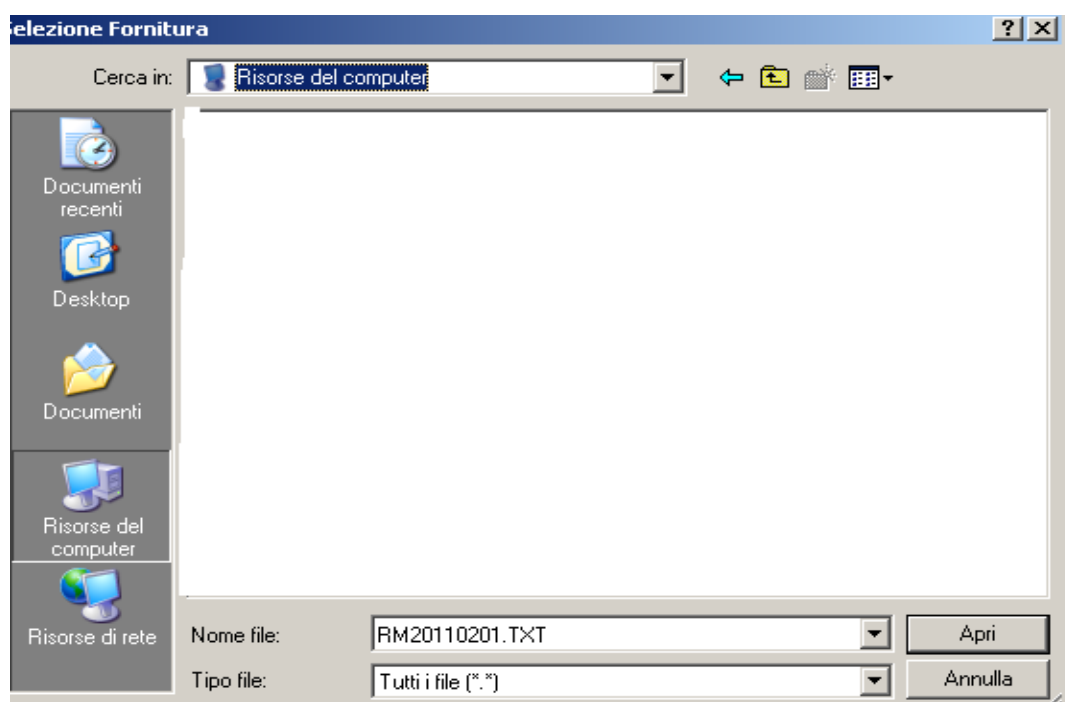 Selezione Fornitura
Cerca in: Risorse del computer
Documenti
recenti
Desktop
Documenti
Risorse del
computer
Risorse di rete
Nome file: RM20110201.TXT Apri
Tipo file: Tutti i file (*.*) Annulla